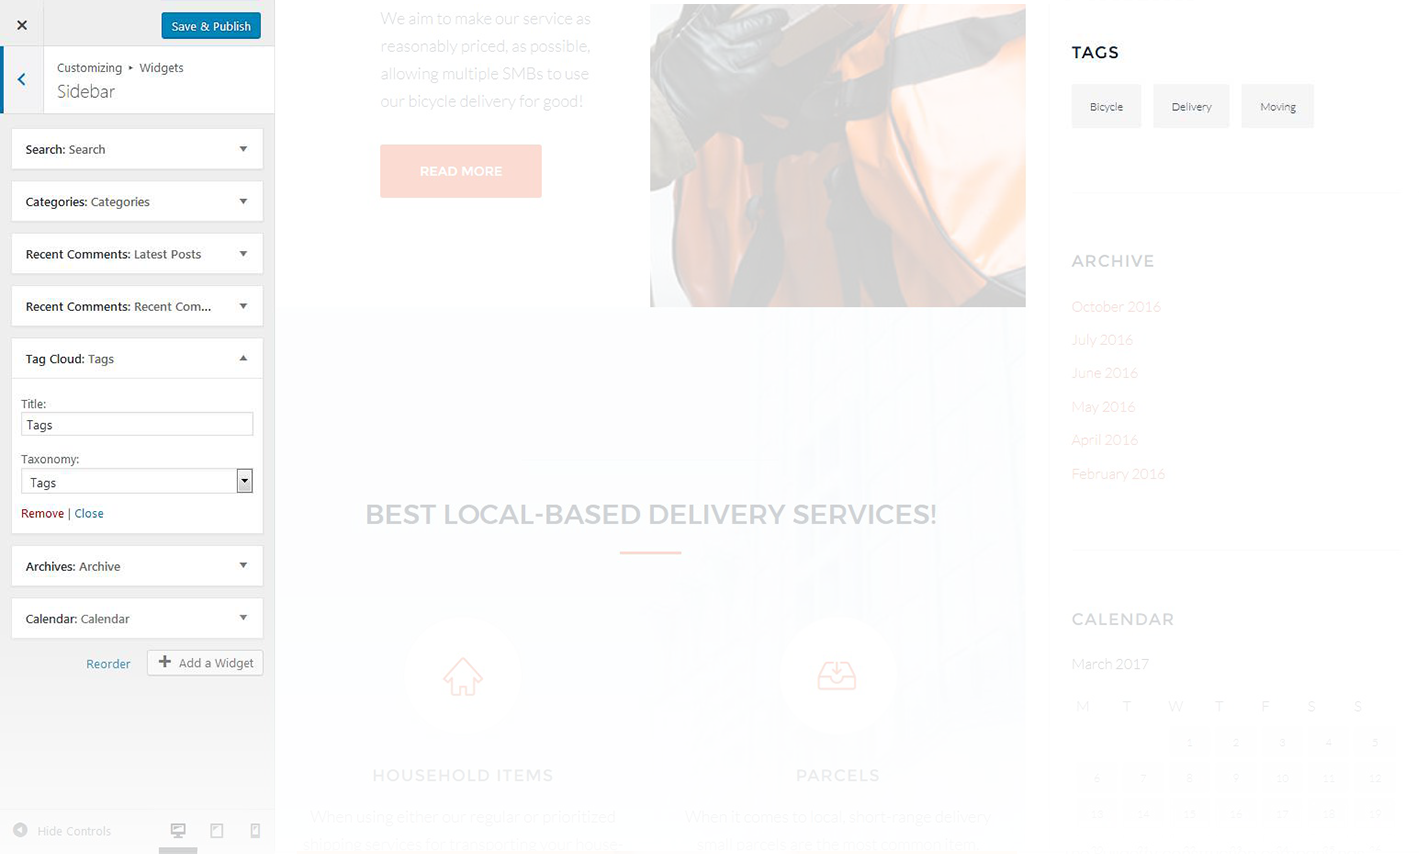 Save & Publish
Customizing ▸ Widgets
Sidebar
Search: Search
Categories: Categories
Recent Comments: Latest Posts
Recent Comments: Recent Com...
Tag Cloud: Tags
Title:
Tags
Taxonomy:
Tags
Remove | Close
Archives: Archive
Calendar: Calendar
Reorder
Add a Widget
Hide Controls
We aim to make our service as
reasonably priced, as possible,
allowing multiple SMBs to use
our bicycle delivery for good!
READ MORE
BEST LOCAL-BASED DELIVERY SERVICES!
HOUSEHOLD ITEMS
When using either our regular or prioritized
shipping services for transporting your house-
PARCELS
When it comes to local, short-range delivery
small parcels are the most common item
TAGS
Bicycle Delivery Moving
ARCHIVE
October 2016
July 2016
June 2016
May 2016
April 2016
February 2016
CALENDAR
March 2017
M T W T F S S
1 2 3 4 5
6 7 8 9 10 11 12
13 14 15 16 17 18 19